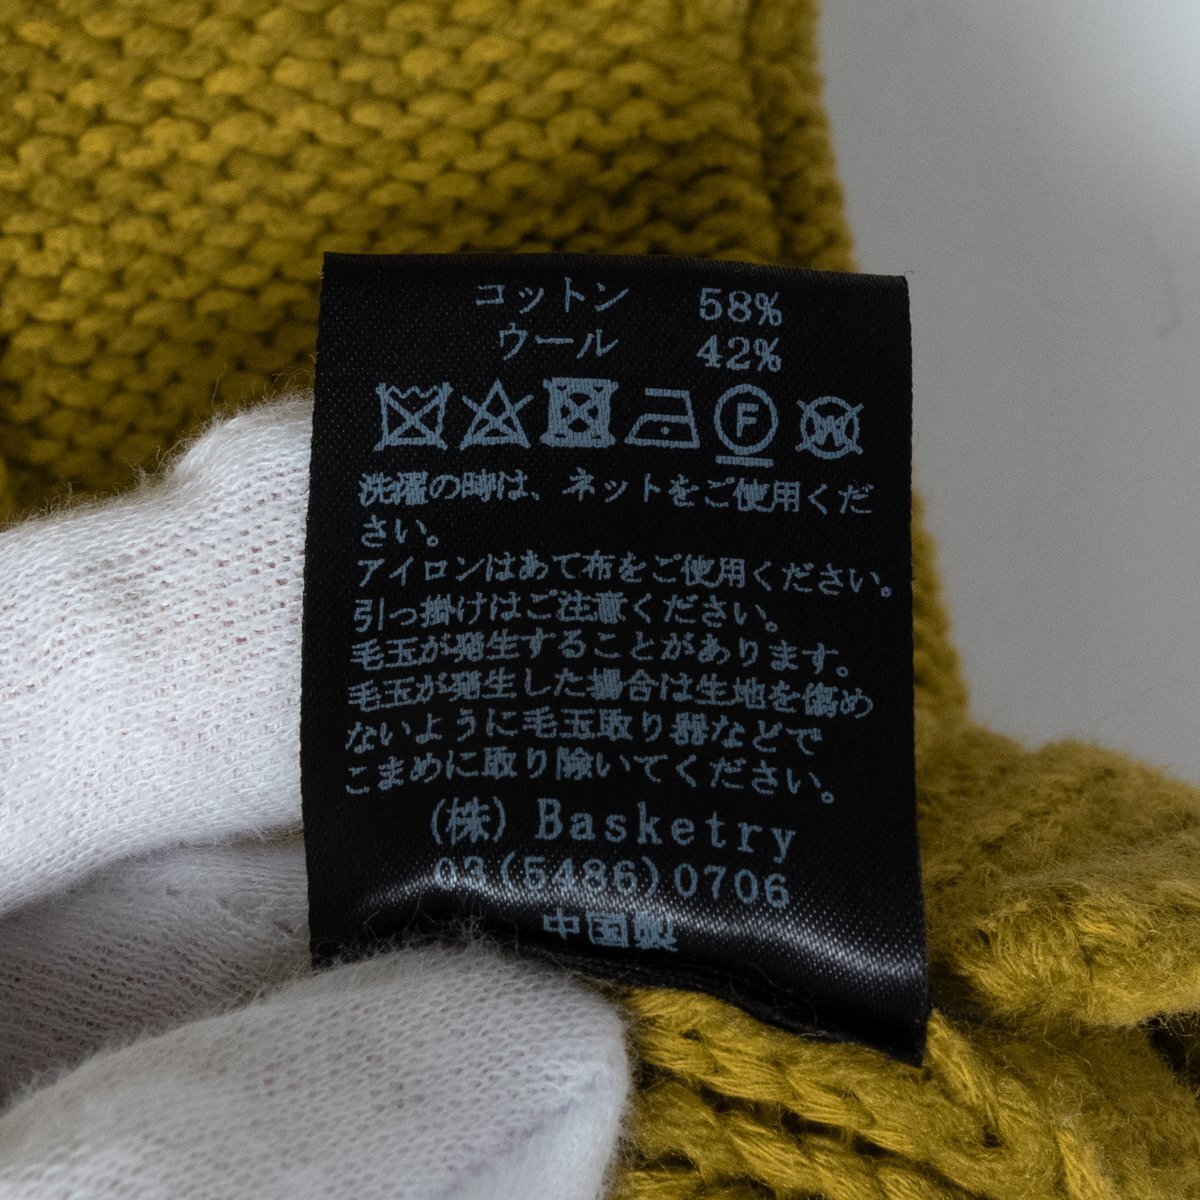 コットン 58%
ウール 42%
F
W
洗濯の時は、ネットをご使用くだ
さい。
アイロンはあて布をご使用ください。
引っ掛けはご注意ください。
毛玉が発生することがあります。
毛玉が発生した場合は生地を傷め
ないように毛玉取り器などで
こまめに取り除いてください。
(株) Basketry
03(5486)0706
中国製